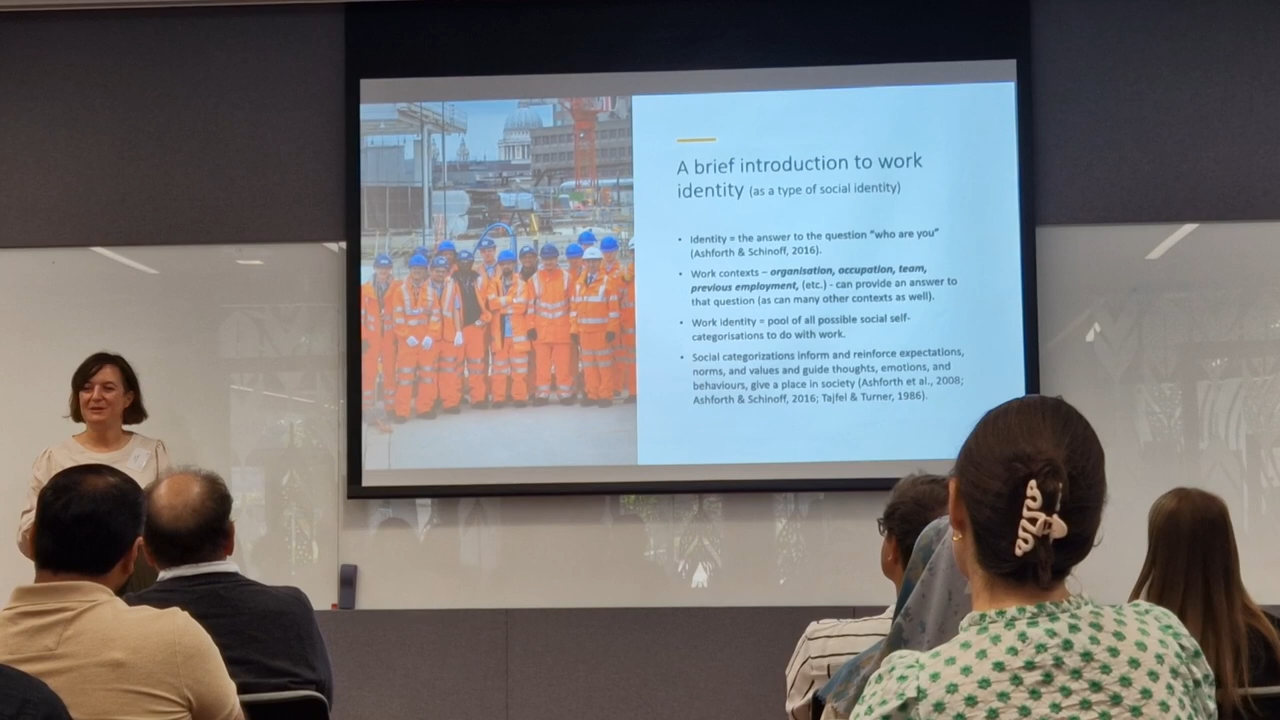 A brief introduction to work
identity (as a type of social identity)
• Identity = the answer to the question “who are you”
(Ashforth & Schinoff, 2016).
• Work contexts – organisation, occupation, team,
previous employment, (etc.) - can provide an answer to
that question (as can many other contexts as well).
• Work identity = pool of all possible social self-
categorisations to do with work.
• Social categorizations inform and reinforce expectations,
norms, and values and guide thoughts, emotions, and
behaviours, give a place in society (Ashforth et al., 2008;
Ashforth & Schinoff, 2016; Tajfel & Turner, 1986).